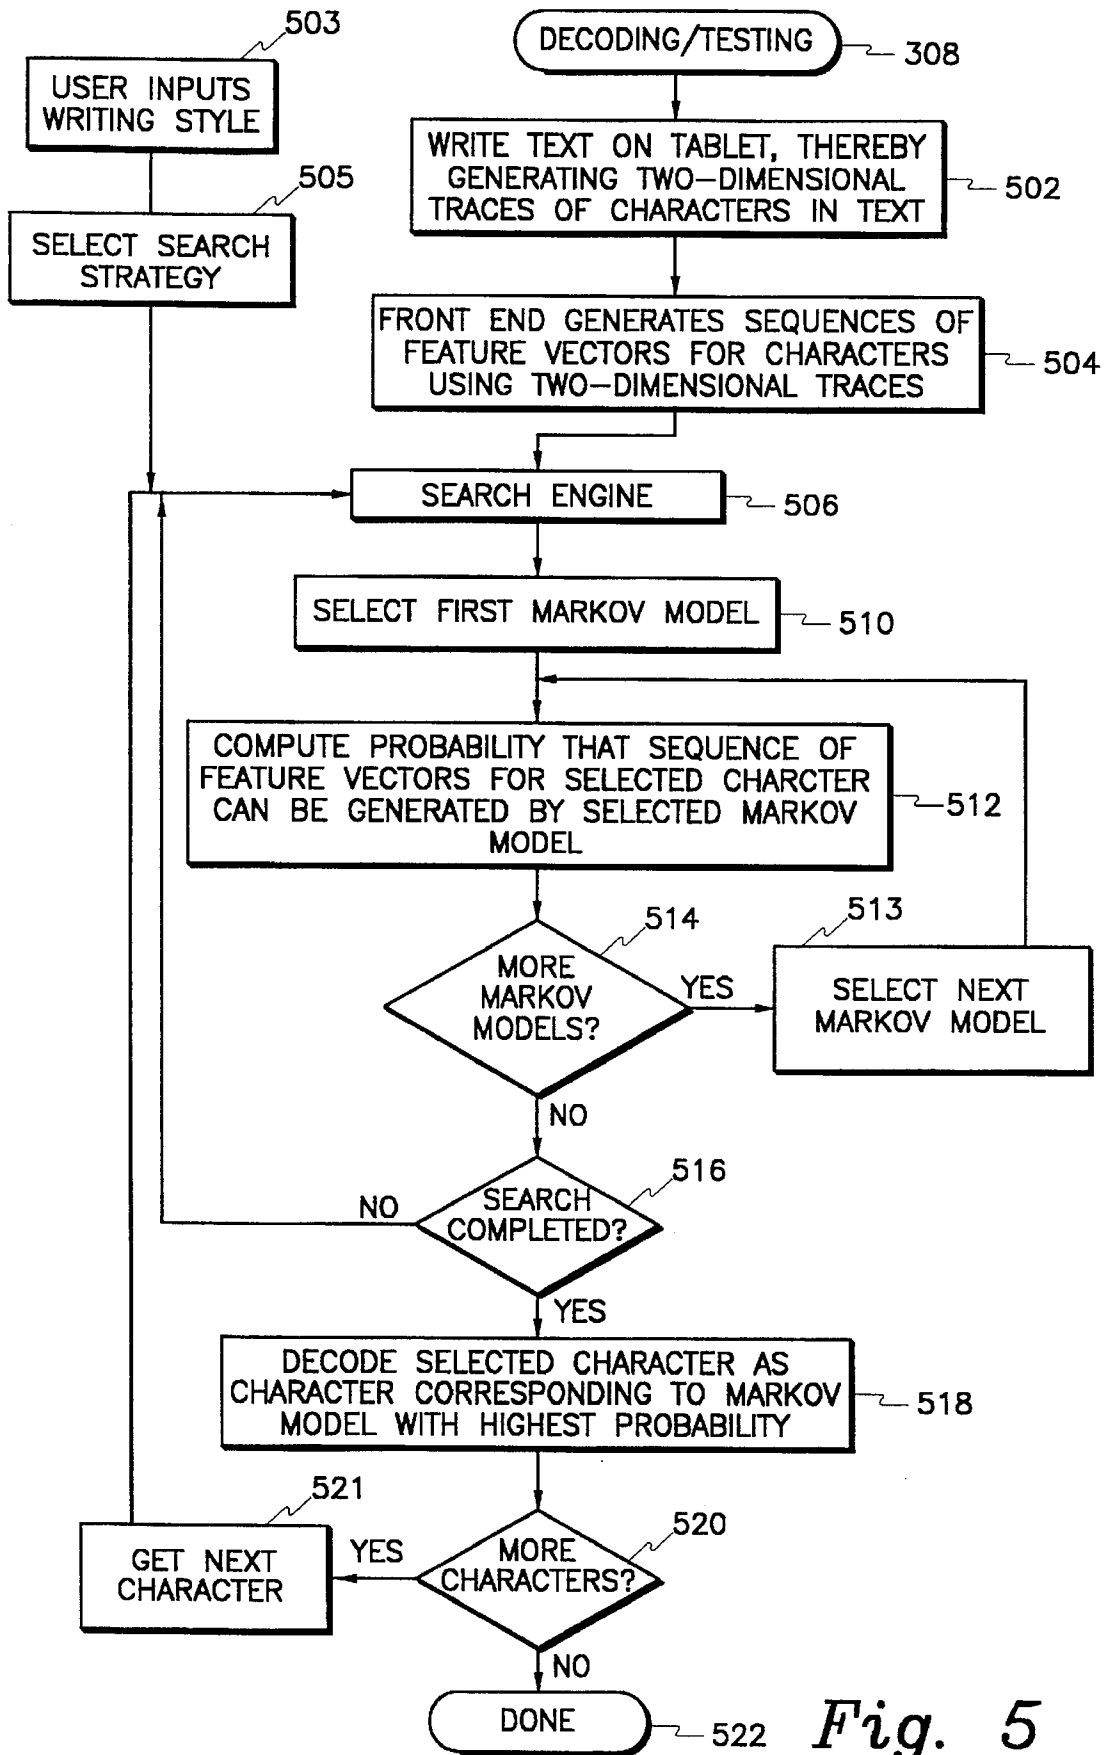 503
USER INPUTS
WRITING STYLE
505
SELECT SEARCH
STRATEGY
DECODING/TESTING
308
WRITE TEXT ON TABLET, THEREBY
GENERATING TWO-DIMENSIONAL
TRACES OF CHARACTERS IN TEXT
502
FRONT END GENERATES SEQUENCES OF
FEATURE VECTORS FOR CHARACTERS
USING TWO-DIMENSIONAL TRACES
504
SEARCH ENGINE
506
SELECT FIRST MARKOV MODEL
510
COMPUTE PROBABILITY THAT SEQUENCE OF
FEATURE VECTORS FOR SELECTED CHARCTER
CAN BE GENERATED BY SELECTED MARKOV
MODEL
512
514
MORE
MARKOV
MODELS?
YES
513
SELECT NEXT
MARKOV MODEL
NO
516
SEARCH
COMPLETED?
NO
YES
DECODE SELECTED CHARACTER AS
CHARACTER CORRESPONDING TO MARKOV
MODEL WITH HIGHEST PROBABILITY
518
520
MORE
CHARACTERS?
YES
521
GET NEXT
CHARACTER
NO
DONE
522
Fig. 5